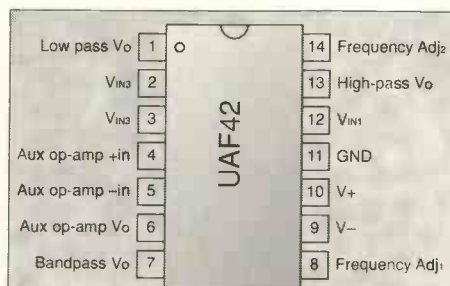 Low pass Vo 1 14 Frequency Adj2
VIN3 2 13 High-pass Vo
VIN3 3 12 VIN1
Aux op-amp +in 4 11 GND
Aux op-amp –in 5 10 V+
Aux op-amp Vo 6 9 V–
Bandpass Vo 7 8 Frequency Adj1
UAF42